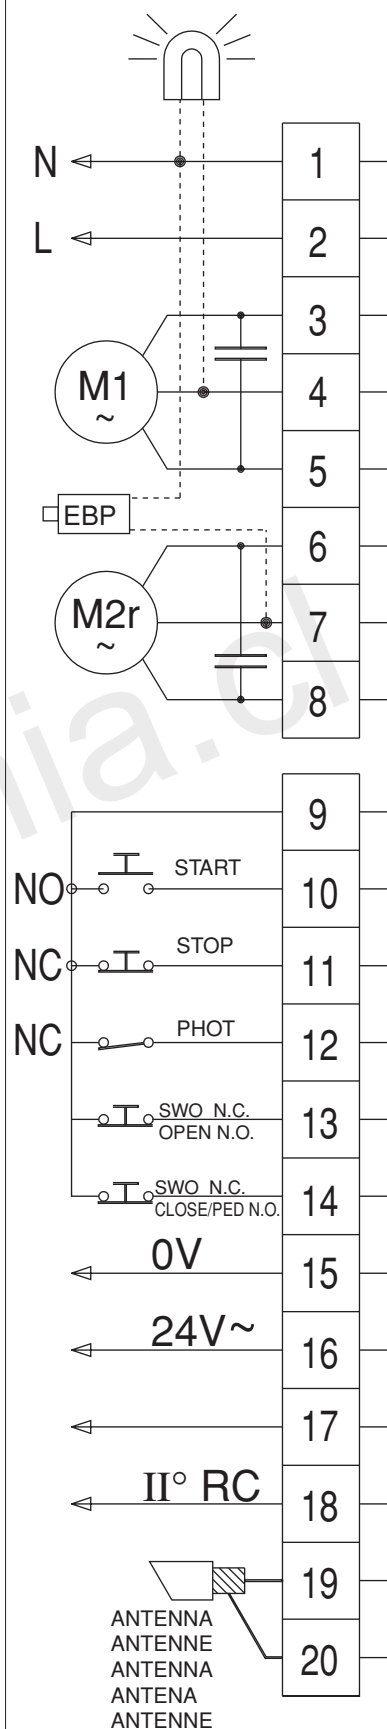 N
1
L
2
3
M1
~
4
5
EBP
6
M2r
~
7
8
9
START
NO
10
STOP
NC
11
PHOT
NC
12
SWO N.C.
OPEN N.O.
13
SWO N.C.
CLOSE/PED N.O.
14
0V
15
24V~
16
17
II° RC
18
19
20
ANTENNA
ANTENNE
ANTENNA
ANTENA
ANTENNE
nia.cl